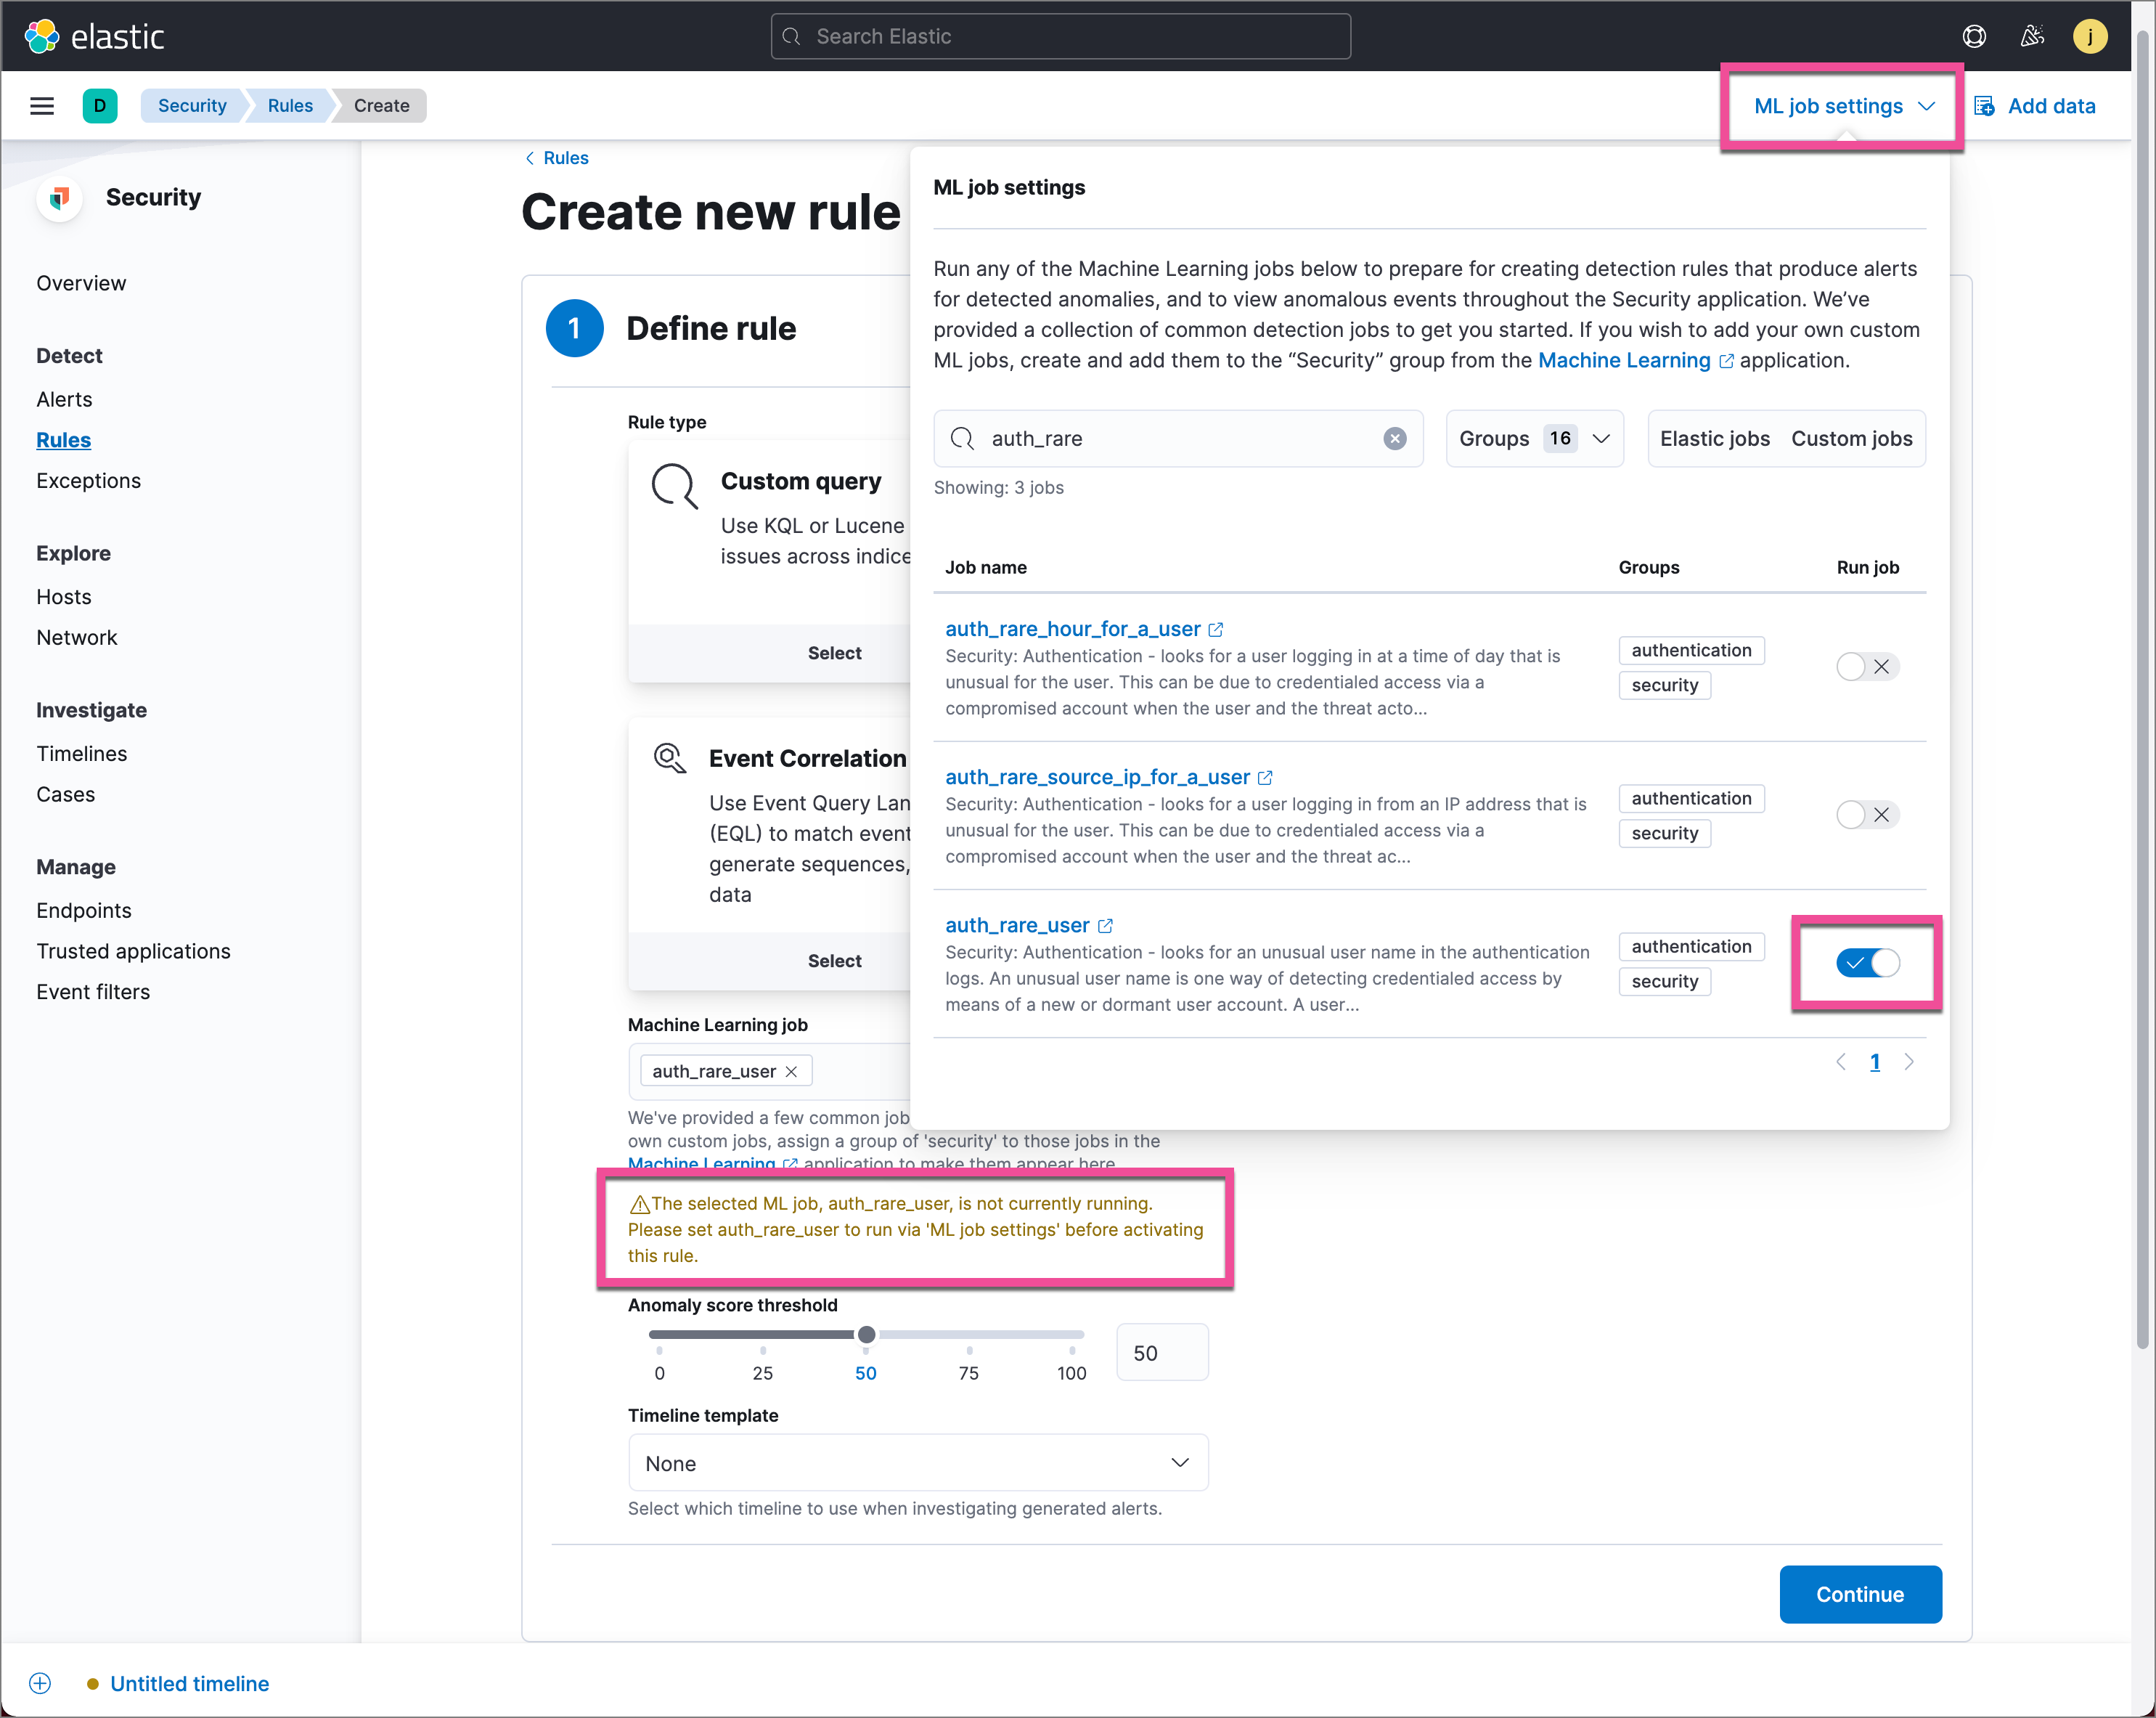 elastic
Search Elastic
j
D
Security
Rules
Create
ML job settings
Add data
Security
Overview
Detect
Alerts
Rules
Exceptions
Explore
Hosts
Network
Investigate
Timelines
Cases
Manage
Endpoints
Trusted applications
Event filters
Rules
Create new rule
1
Define rule
Rule type
Custom query
Use KQL or Lucene
issues across indice
Select
Event Correlation
Use Event Query Lan
(EQL) to match event
generate sequences,
data
Select
Machine Learning job
auth_rare_user
We've provided a few common job
own custom jobs, assign a group of 'security' to those jobs in the
Machine Learning application to make them appear here
The selected ML job, auth_rare_user, is not currently running.
Please set auth_rare_user to run via 'ML job settings' before activating
this rule.
Anomaly score threshold
0 25 50 75 100
50
Timeline template
None
Select which timeline to use when investigating generated alerts.
Continue
ML job settings
Run any of the Machine Learning jobs below to prepare for creating detection rules that produce alerts
for detected anomalies, and to view anomalous events throughout the Security application. We’ve
provided a collection of common detection jobs to get you started. If you wish to add your own custom
ML jobs, create and add them to the “Security” group from the Machine Learning application.
auth_rare
Groups 16
Elastic jobs Custom jobs
Showing: 3 jobs
Job name Groups Run job
auth_rare_hour_for_a_user
Security: Authentication - looks for a user logging in at a time of day that is
unusual for the user. This can be due to credentialed access via a
compromised account when the user and the threat acto...
authentication
security
auth_rare_source_ip_for_a_user
Security: Authentication - looks for a user logging in from an IP address that is
unusual for the user. This can be due to credentialed access via a
compromised account when the user and the threat ac...
authentication
security
auth_rare_user
Security: Authentication - looks for an unusual user name in the authentication
logs. An unusual user name is one way of detecting credentialed access by
means of a new or dormant user account. A user...
authentication
security
1
Untitled timeline